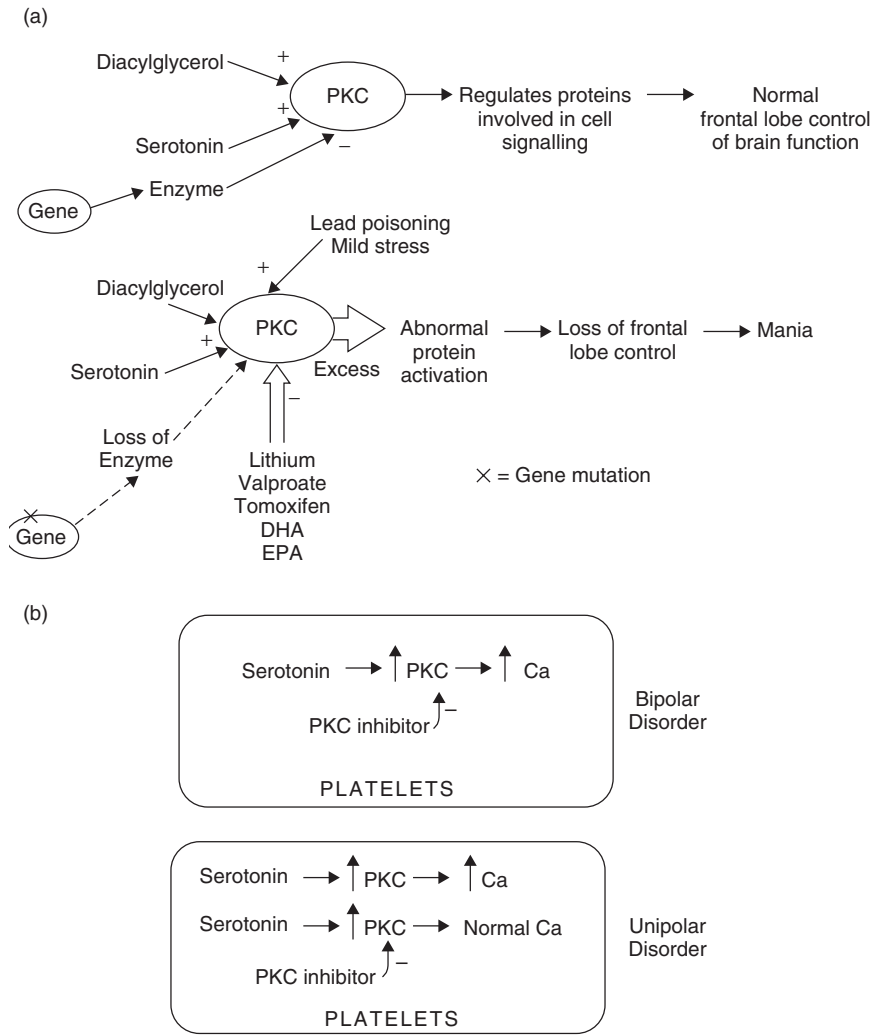 (a)
Diacylglycerol
+
PKC
Regulates proteins
involved in cell
signalling
Normal
frontal lobe control
of brain function
+
Serotonin
−
Enzyme
Gene
Lead poisoning
Mild stress
+
Diacylglycerol
PKC
Abnormal
protein
activation
Loss of frontal
lobe control
Mania
+
Serotonin
Excess
−
Loss of
Enzyme
Lithium
Valproate
Tomoxifen
DHA
EPA
× = Gene mutation
×
Gene
(b)
Serotonin → ↑ PKC → ↑ Ca
PKC inhibitor −
PLATELETS
Bipolar
Disorder
Serotonin → ↑ PKC → ↑ Ca
Serotonin → ↑ PKC → Normal Ca
PKC inhibitor −
PLATELETS
Unipolar
Disorder